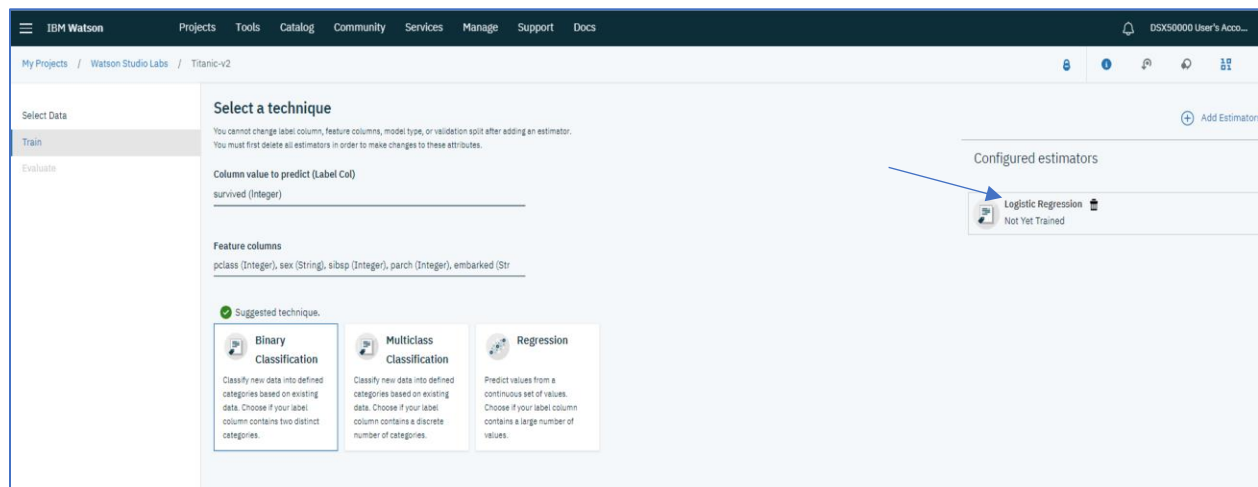 IBM Watson Projects Tools Catalog Community Services Manage Support Docs DSX50000 User's Acco...
My Projects / Watson Studio Labs / Titanic-v2
Select Data
Train
Evaluate
Select a technique
You cannot change label column, feature columns, model type, or validation split after adding an estimator.
You must first delete all estimators in order to make changes to these attributes.
Column value to predict (Label Col)
survived (Integer)
Feature columns
pclass (Integer), sex (String), sibsp (Integer), parch (Integer), embarked (Str
Suggested technique.
Binary
Classification
Classify new data into defined
categories based on existing
data. Choose if your label
column contains two distinct
categories.
Multiclass
Classification
Classify new data into defined
categories based on existing
data. Choose if your label
column contains a discrete
number of categories.
Regression
Predict values from a
continuous set of values.
Choose if your label column
contains a large number of
values.
Add Estimator
Configured estimators
Logistic Regression
Not Yet Trained